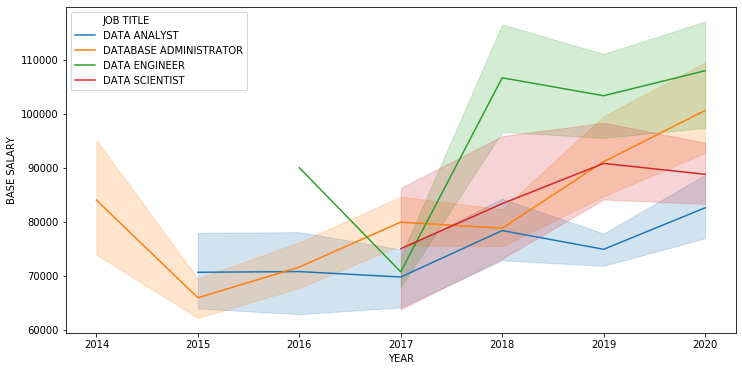 JOB TITLE
DATA ANALYST
DATABASE ADMINISTRATOR
DATA ENGINEER
DATA SCIENTIST
110000
100000
90000
80000
70000
60000
BASE SALARY
2014 2015 2016 2017 2018 2019 2020
YEAR